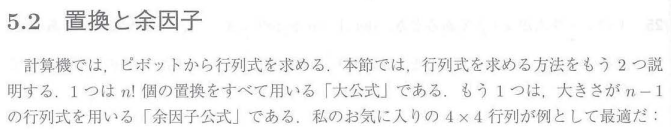 5.2 置換と余因子
計算機では，ピボットから行列式を求める．本節では，行列式を求める方法をもう 2 つ説
明する．1 つは n! 個の置換をすべて用いる「大公式」である．もう 1 つは，大きさが n − 1
の行列式を用いる「余因子公式」である．私のお気に入りの 4 × 4 行列が例として最適だ：